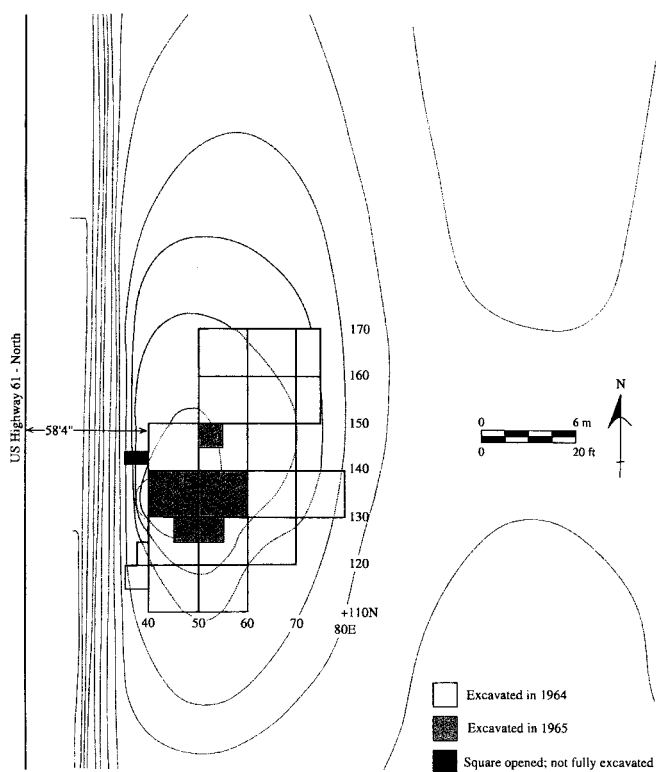 US Highway 61 - North
170
160
150
58'4"
140
130
120
+110N
40 50 60 70 80E
0 6 m
0 20 ft
N
Excavated in 1964
Excavated in 1965
Square opened; not fully excavated